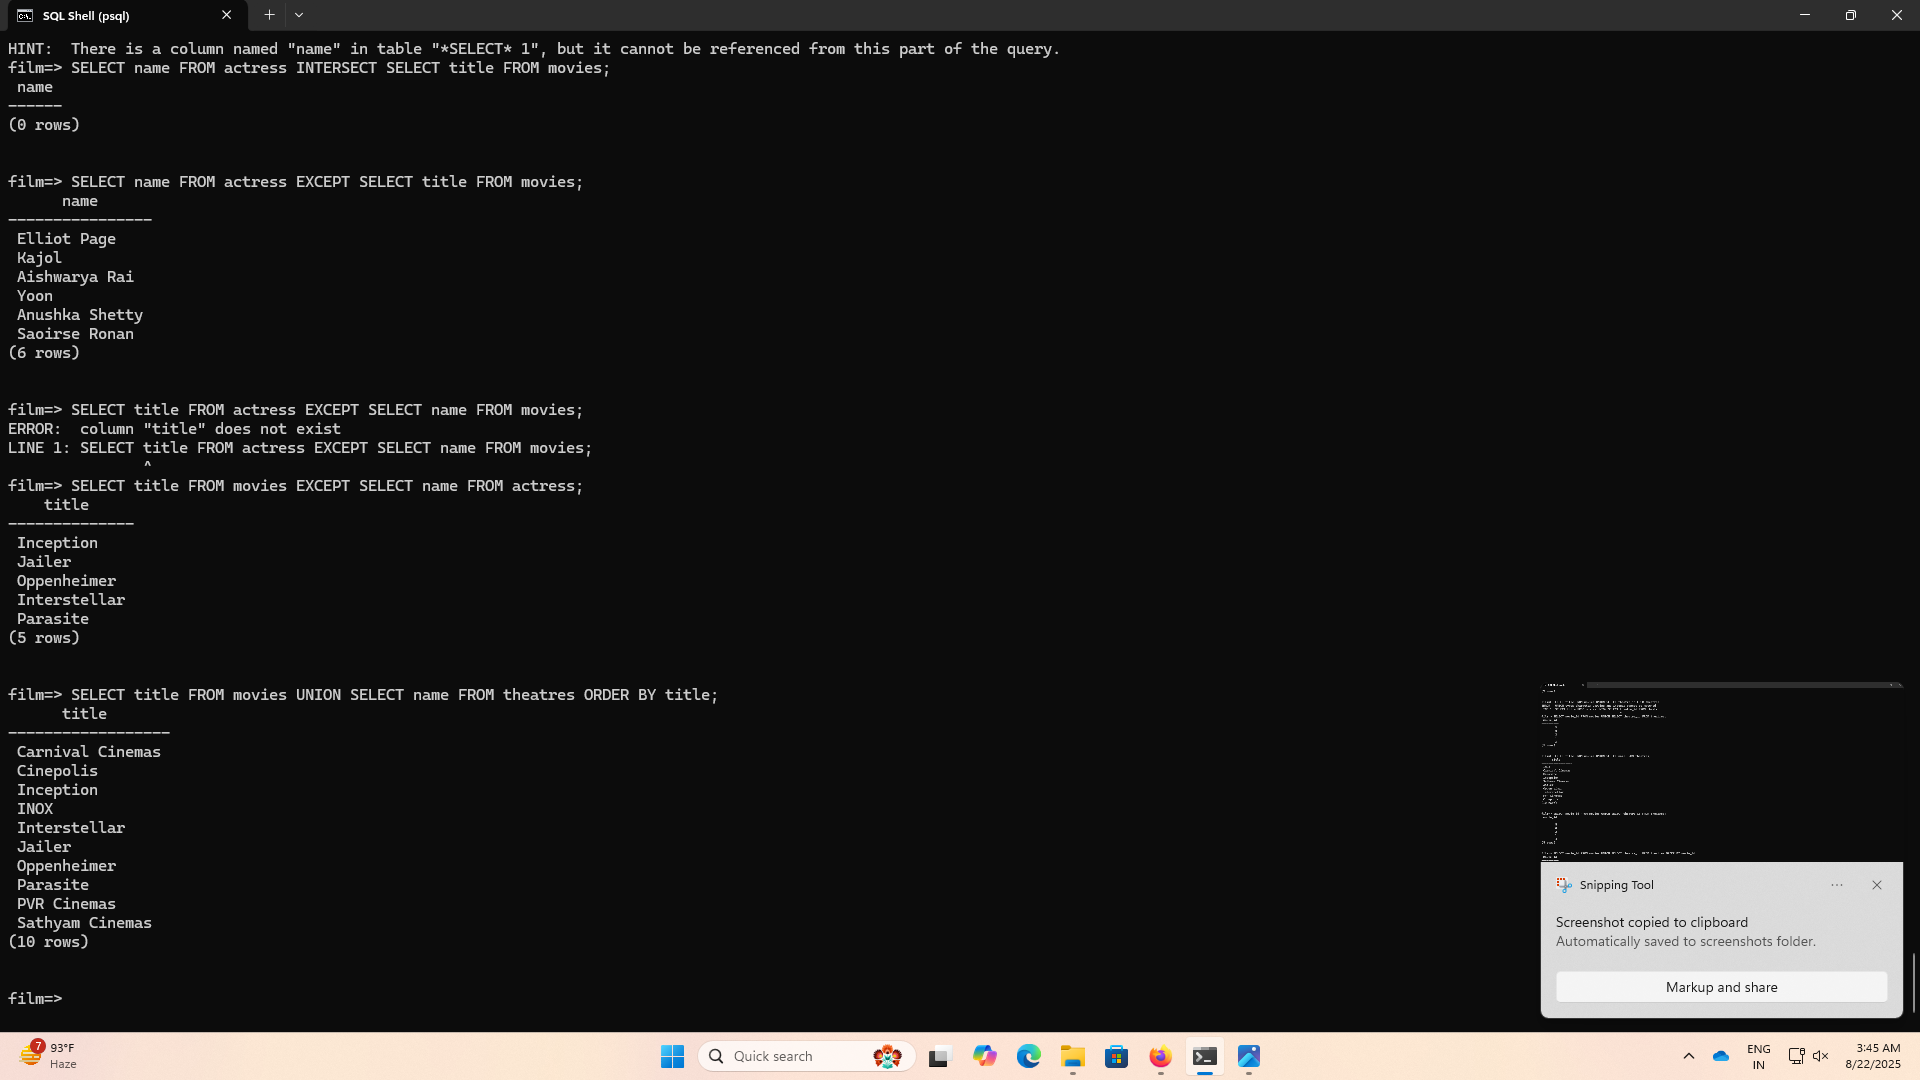 SQL Shell (psql)
HINT:  There is a column named "name" in table "*SELECT* 1", but it cannot be referenced from this part of the query.
film=> SELECT name FROM actress INTERSECT SELECT title FROM movies;
name
------
(0 rows)
film=> SELECT name FROM actress EXCEPT SELECT title FROM movies;
name
----------------
Elliot Page
Kajol
Aishwarya Rai
Yoon
Anushka Shetty
Saoirse Ronan
(6 rows)
film=> SELECT title FROM actress EXCEPT SELECT name FROM movies;
ERROR:  column "title" does not exist
LINE 1: SELECT title FROM actress EXCEPT SELECT name FROM movies;
^
film=> SELECT title FROM movies EXCEPT SELECT name FROM actress;
title
--------------
Inception
Jailer
Oppenheimer
Interstellar
Parasite
(5 rows)
film=> SELECT title FROM movies UNION SELECT name FROM theatres ORDER BY title;
title
------------------
Carnival Cinemas
Cinepolis
Inception
INOX
Interstellar
Jailer
Oppenheimer
Parasite
PVR Cinemas
Sathyam Cinemas
(10 rows)
film=>
Snipping Tool
Screenshot copied to clipboard
Automatically saved to screenshots folder.
Markup and share
7
93°F
Haze
Quick search
ENG
IN
3:45 AM
8/22/2025